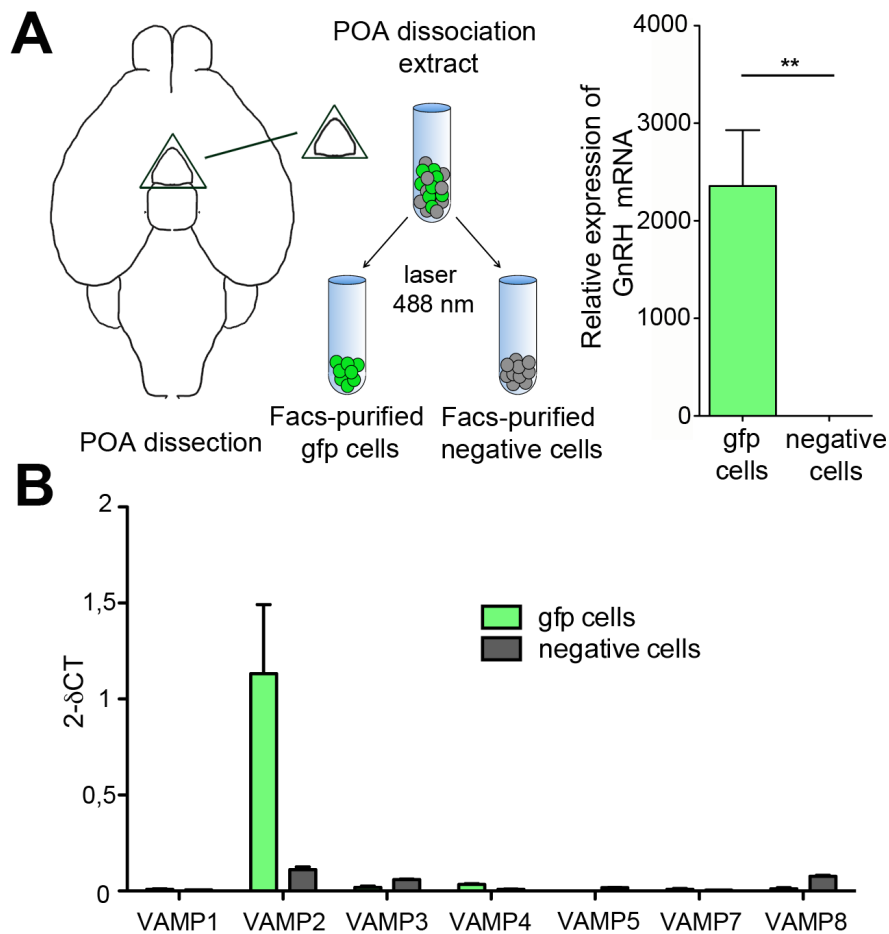 A
POA dissociation
extract
POA dissection
laser
488 nm
Facs-purified
gfp cells
Facs-purified
negative cells
Relative expression of
GnRH mRNA
4000
3000
2000
1000
0
**
gfp
cells
negative
cells
B
2-δCT
2
1,5
1
0,5
0
gfp cells
negative cells
VAMP1
VAMP2
VAMP3
VAMP4
VAMP5
VAMP7
VAMP8